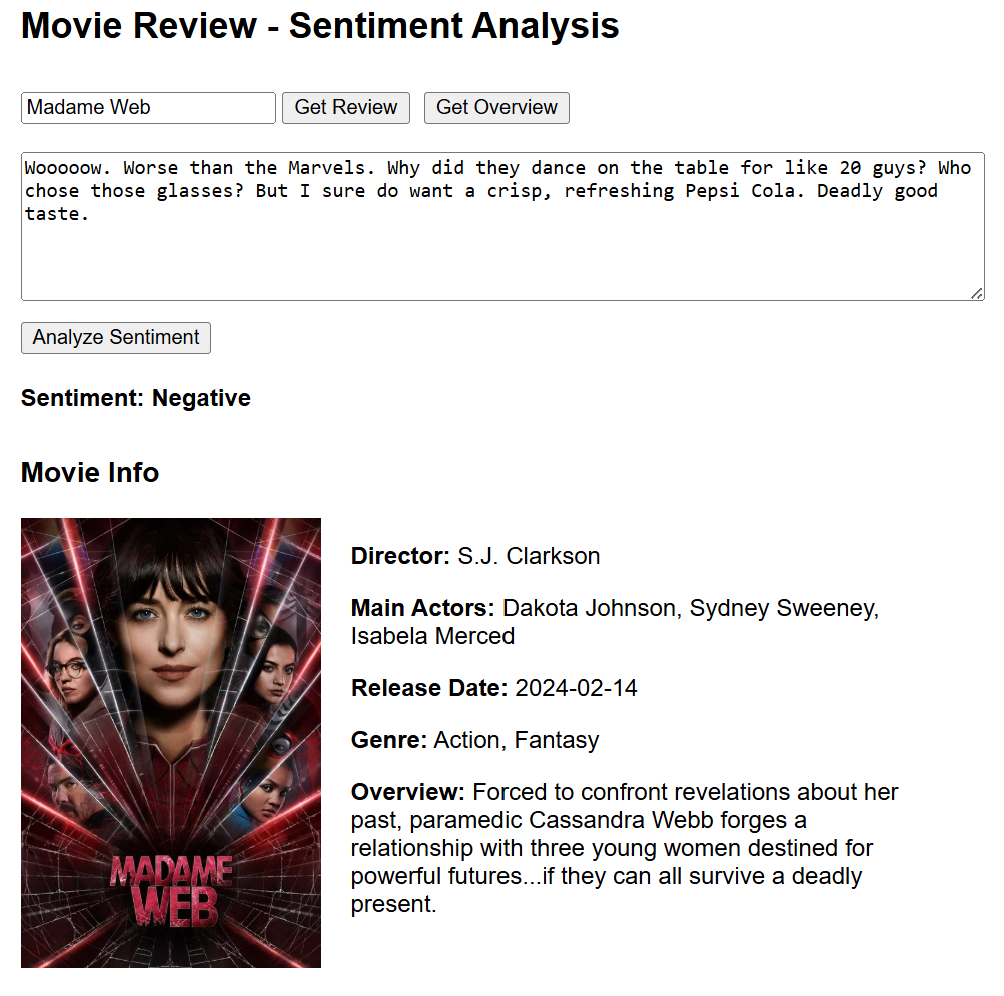 Movie Review - Sentiment Analysis
Madame Web Get Review Get Overview
Wooooow. Worse than the Marvels. Why did they dance on the table for like 20 guys? Who
chose those glasses? But I sure do want a crisp, refreshing Pepsi Cola. Deadly good
taste.
Analyze Sentiment
Sentiment: Negative
Movie Info
MADAME
WEB
Director: S.J. Clarkson
Main Actors: Dakota Johnson, Sydney Sweeney,
Isabela Merced
Release Date: 2024-02-14
Genre: Action, Fantasy
Overview: Forced to confront revelations about her
past, paramedic Cassandra Webb forges a
relationship with three young women destined for
powerful futures...if they can all survive a deadly
present.